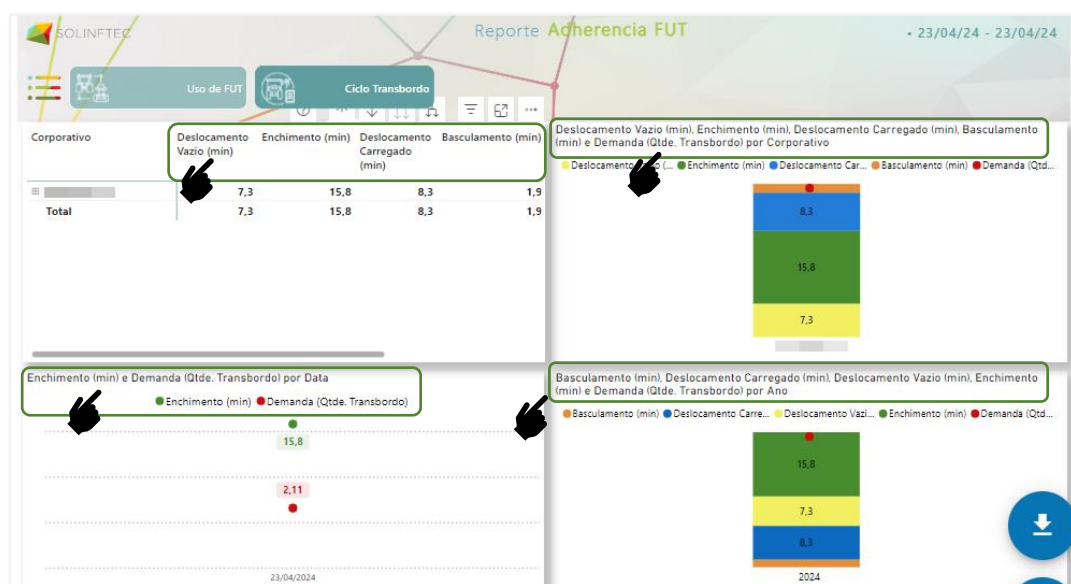 SOLINFTEC
Reporte Adherencia FUT
• 23/04/24 - 23/04/24
Uso de FUT
Ciclo Transbordo
Corporativo
Deslocamento Vazio (min)
Enchimento (min)
Deslocamento Carregado (min)
Basculamento (min)
7,3 15,8 8,3 1,9
Total 7,3 15,8 8,3 1,9
Deslocamento Vazio (min), Enchimento (min), Deslocamento Carregado (min), Basculamento
(min) e Demanda (Qtde. Transbordo) por Corporativo
Deslocamento (... Enchimento (min) Deslocamento Car... Basculamento (min) Demanda (Qtd...
8,3
15,8
7,3
Enchimento (min) e Demanda (Qtde. Transbordo) por Data
Enchimento (min) Demanda (Qtde. Transbordo)
15,8
2,11
23/04/2024
Basculamento (min), Deslocamento Carregado (min), Deslocamento Vazio (min), Enchimento
(min) e Demanda (Qtde. Transbordo) por Ano
Basculamento (min) Deslocamento Carre... Deslocamento Vazi... Enchimento (min) Demanda (Qtd...
15,8
7,3
8,3
2024